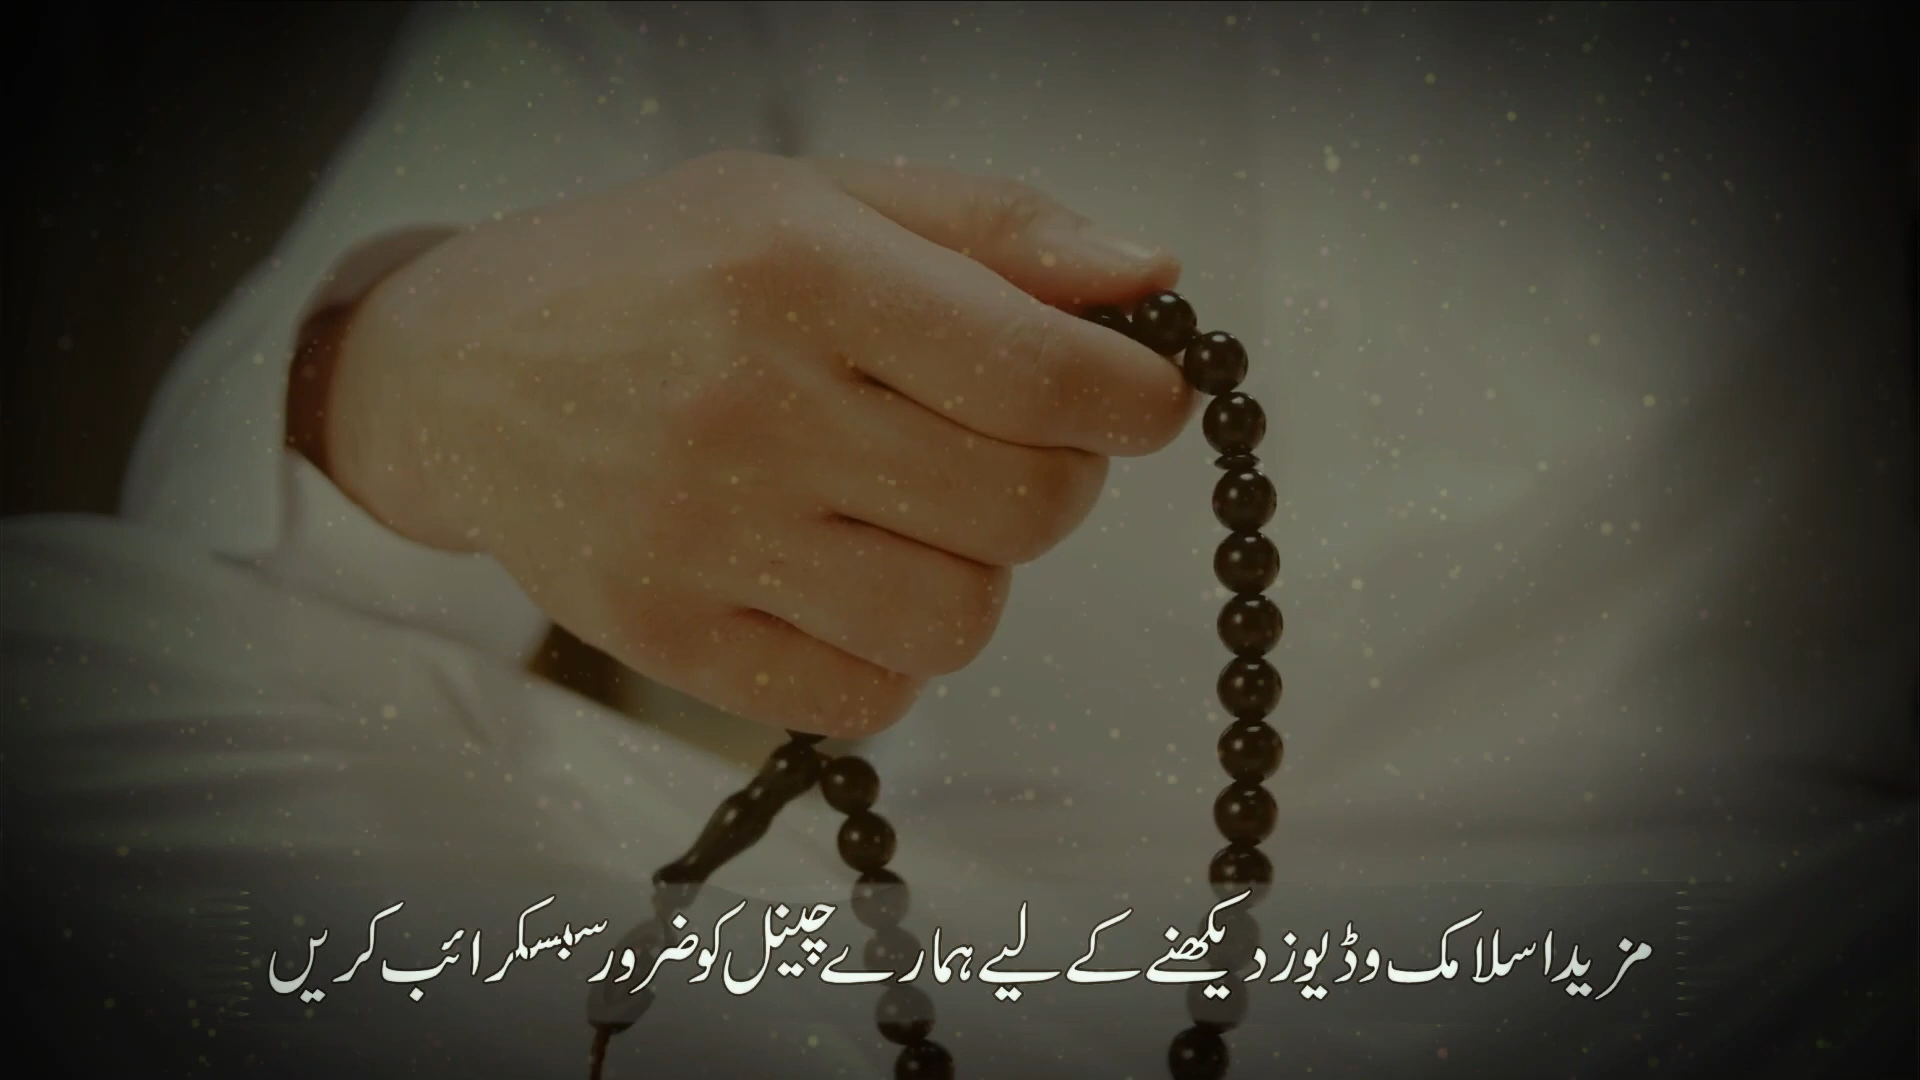 مزید اسلامک وڈیوز دیکھنے کے لیے ہمارے چینل کو ضرور سبسکرائب کریں